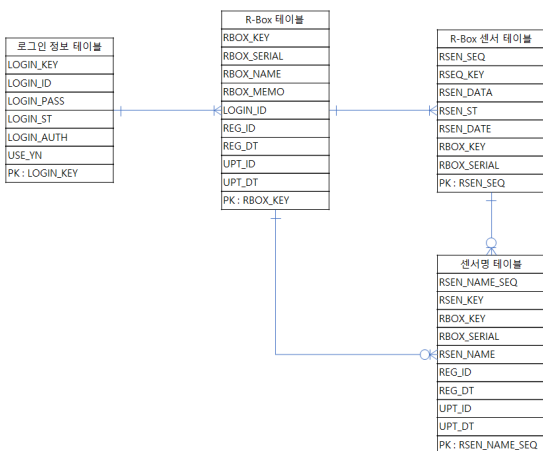 로그인 정보 테이블
LOGIN_KEY
LOGIN_ID
LOGIN_PASS
LOGIN_ST
LOGIN_AUTH
USE_YN
PK : LOGIN_KEY
R-Box 테이블
RBOX_KEY
RBOX_SERIAL
RBOX_NAME
RBOX_MEMO
LOGIN_ID
REG_ID
REG_DT
UPT_ID
UPT_DT
PK : RBOX_KEY
R-Box 센서 테이블
RSEN_SEQ
RSEQ_KEY
RSEN_DATA
RSEN_ST
RSEN_DATE
RBOX_KEY
RBOX_SERIAL
PK : RSEN_SEQ
센서명 테이블
RSEN_NAME_SEQ
RSEN_KEY
RBOX_KEY
RBOX_SERIAL
RSEN_NAME
REG_ID
REG_DT
UPT_ID
UPT_DT
PK : RSEN_NAME_SEQ